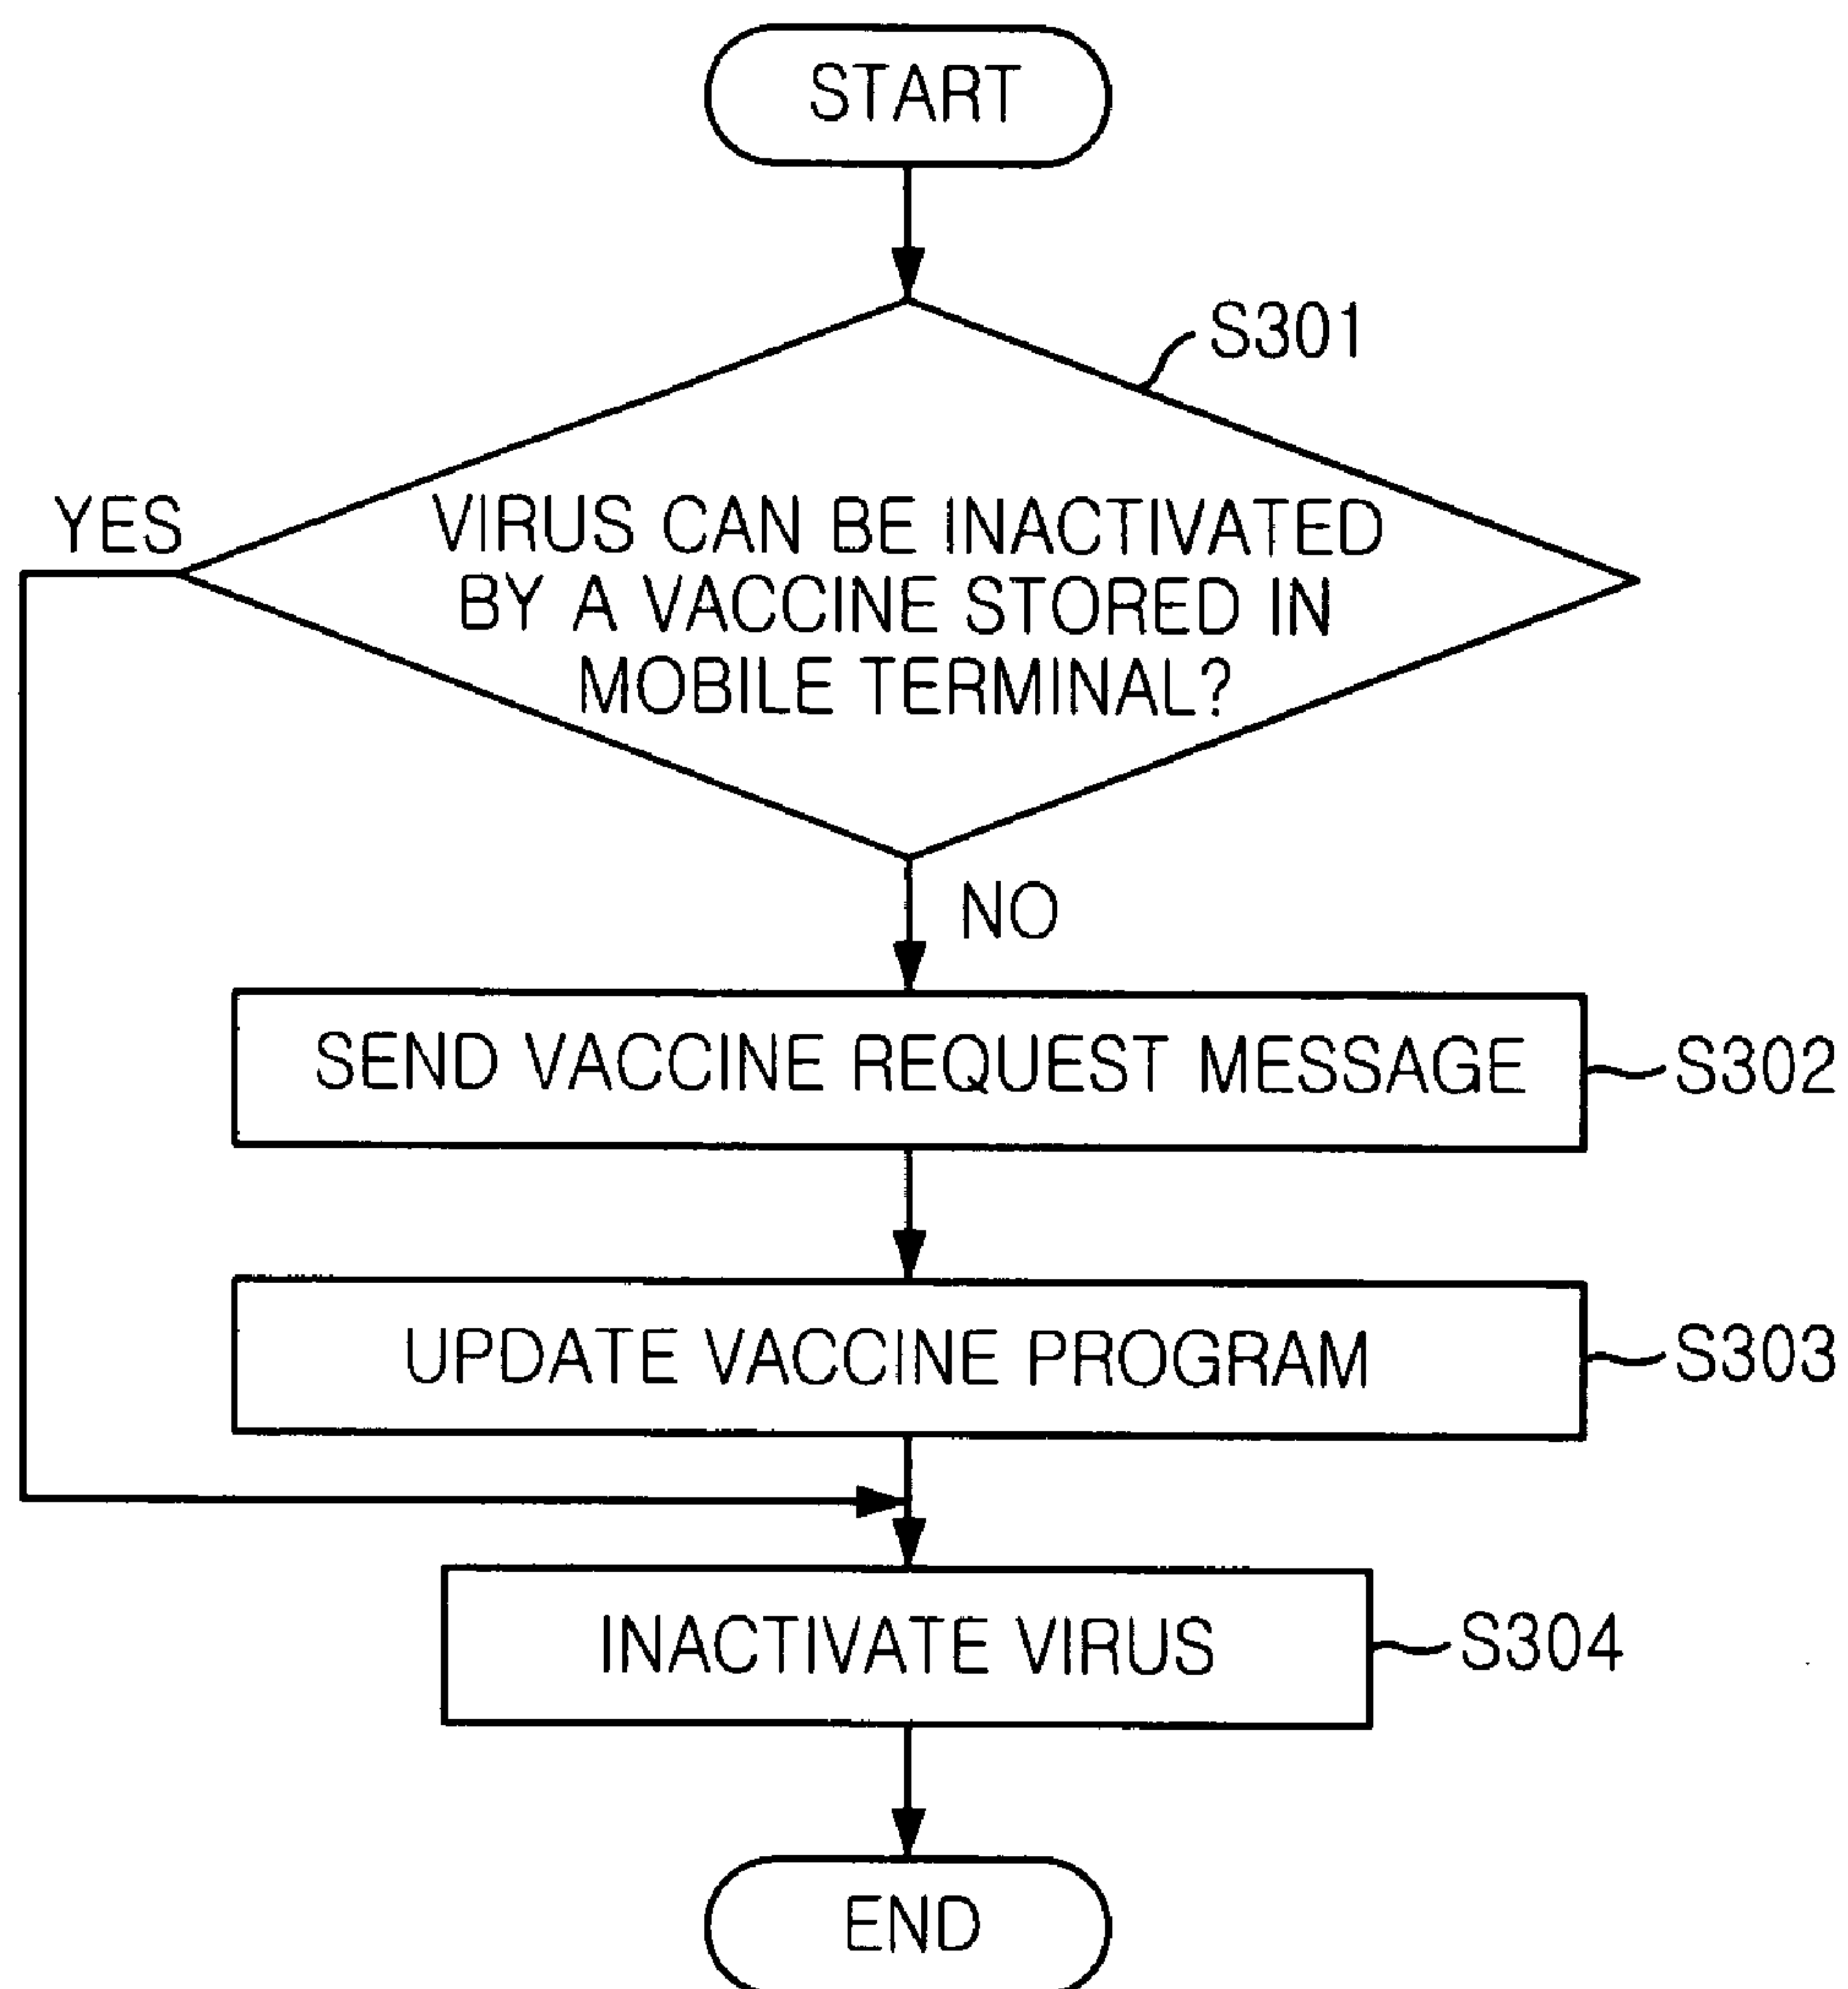 START
S301
YES
VIRUS CAN BE INACTIVATED
BY A VACCINE STORED IN
MOBILE TERMINAL?
NO
SEND VACCINE REQUEST MESSAGE
S302
UPDATE VACCINE PROGRAM
S303
INACTIVATE VIRUS
S304
END